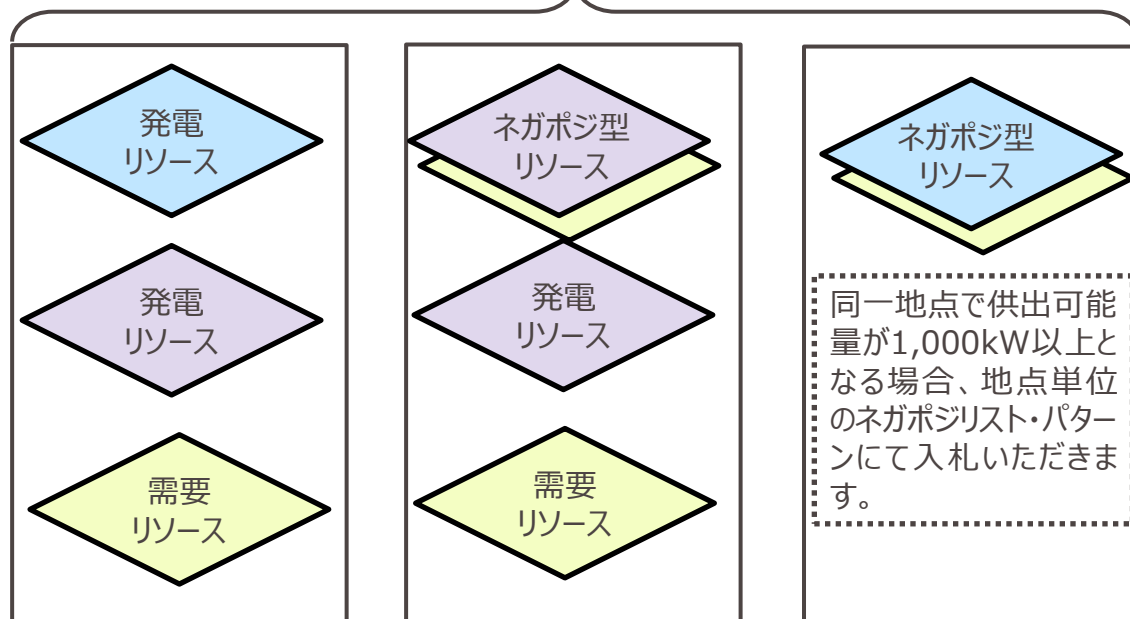 発電
リソース
発電
リソース
需要
リソース
ネガポジ型
リソース
発電
リソース
需要
リソース
ネガポジ型
リソース
同一地点で供出可能
量が1,000kW以上と
なる場合、地点単位
のネガポジリスト・パター
ンにて入札いただきま
す。